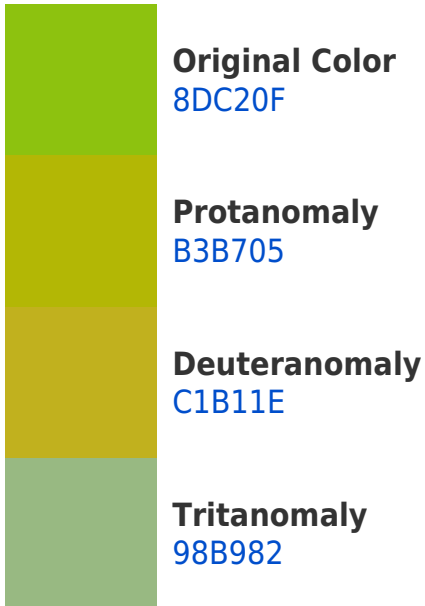 Original Color
8DC20F
Protanomaly
B3B705
Deuteranomaly
C1B11E
Tritanomaly
98B982